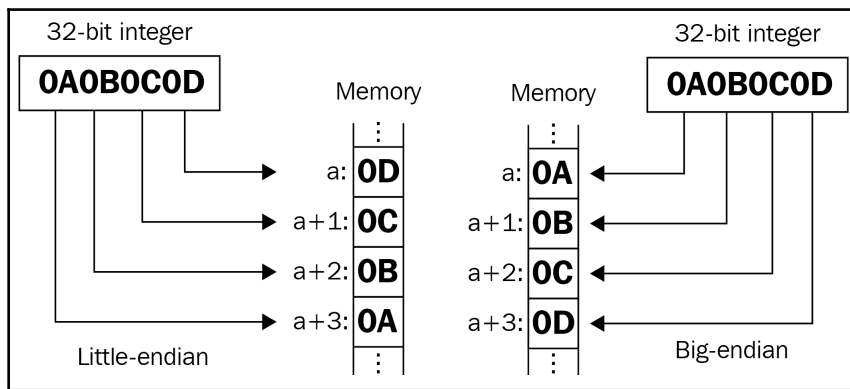 32-bit integer
0A0B0C0D
Memory
⋮
a: 0D
a+1: 0C
a+2: 0B
a+3: 0A
⋮
Little-endian
32-bit integer
0A0B0C0D
Memory
⋮
a: 0A
a+1: 0B
a+2: 0C
a+3: 0D
⋮
Big-endian